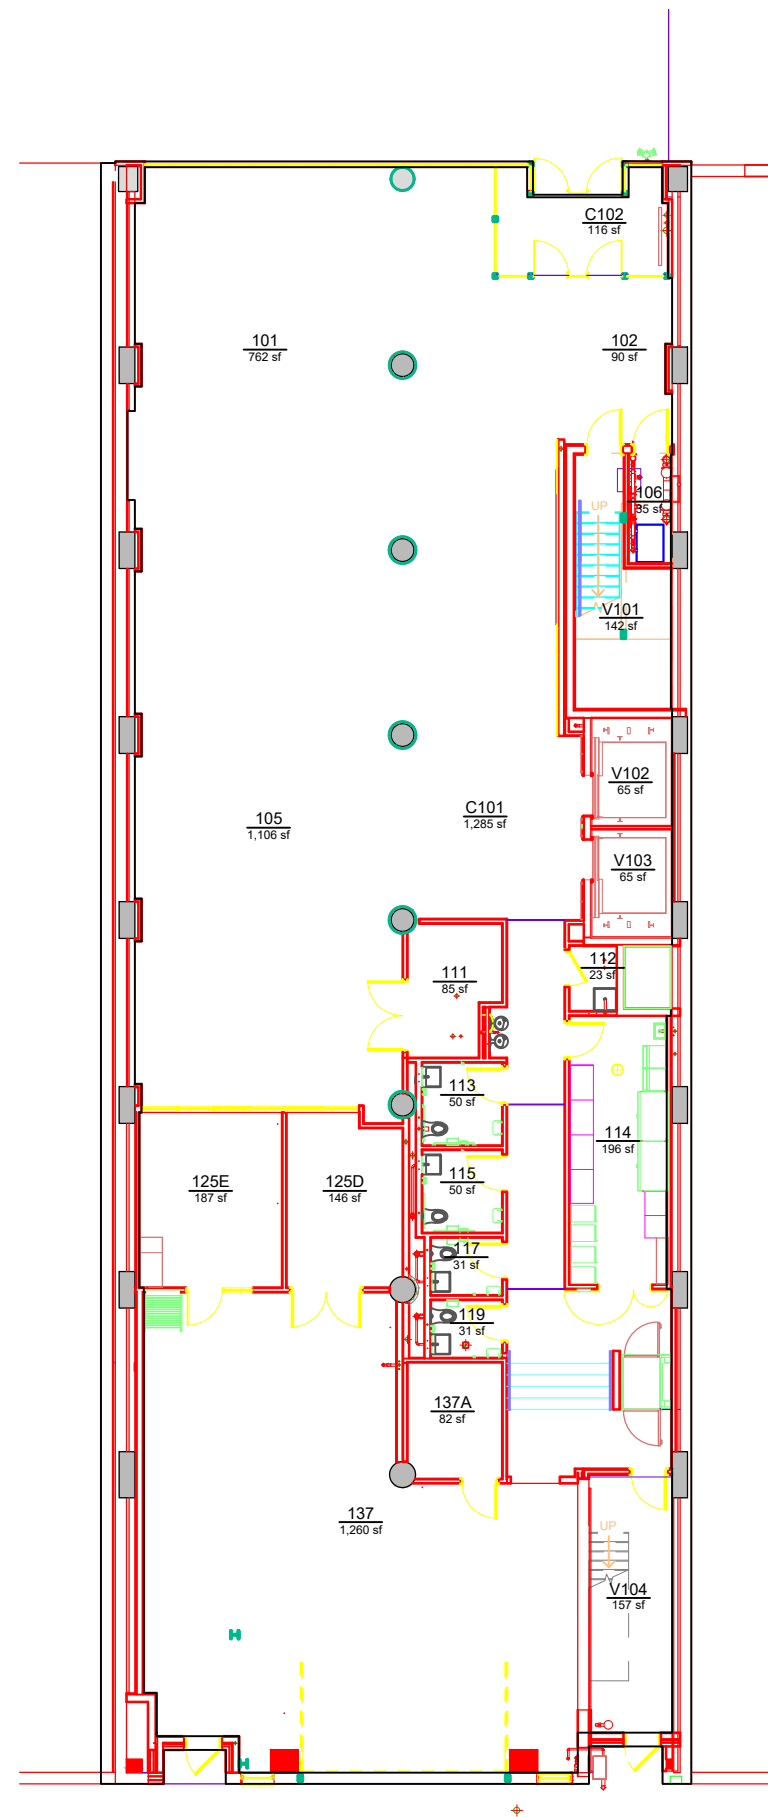 C102
116 sf
101
762 sf
102
90 sf
106
35 sf
UP
V101
142 sf
V102
65 sf
105
1,106 sf
C101
1,285 sf
V103
65 sf
111
85 sf
112
23 sf
113
50 sf
114
196 sf
125E
187 sf
125D
146 sf
115
50 sf
117
31 sf
119
31 sf
137A
82 sf
137
1,260 sf
UP
V104
157 sf